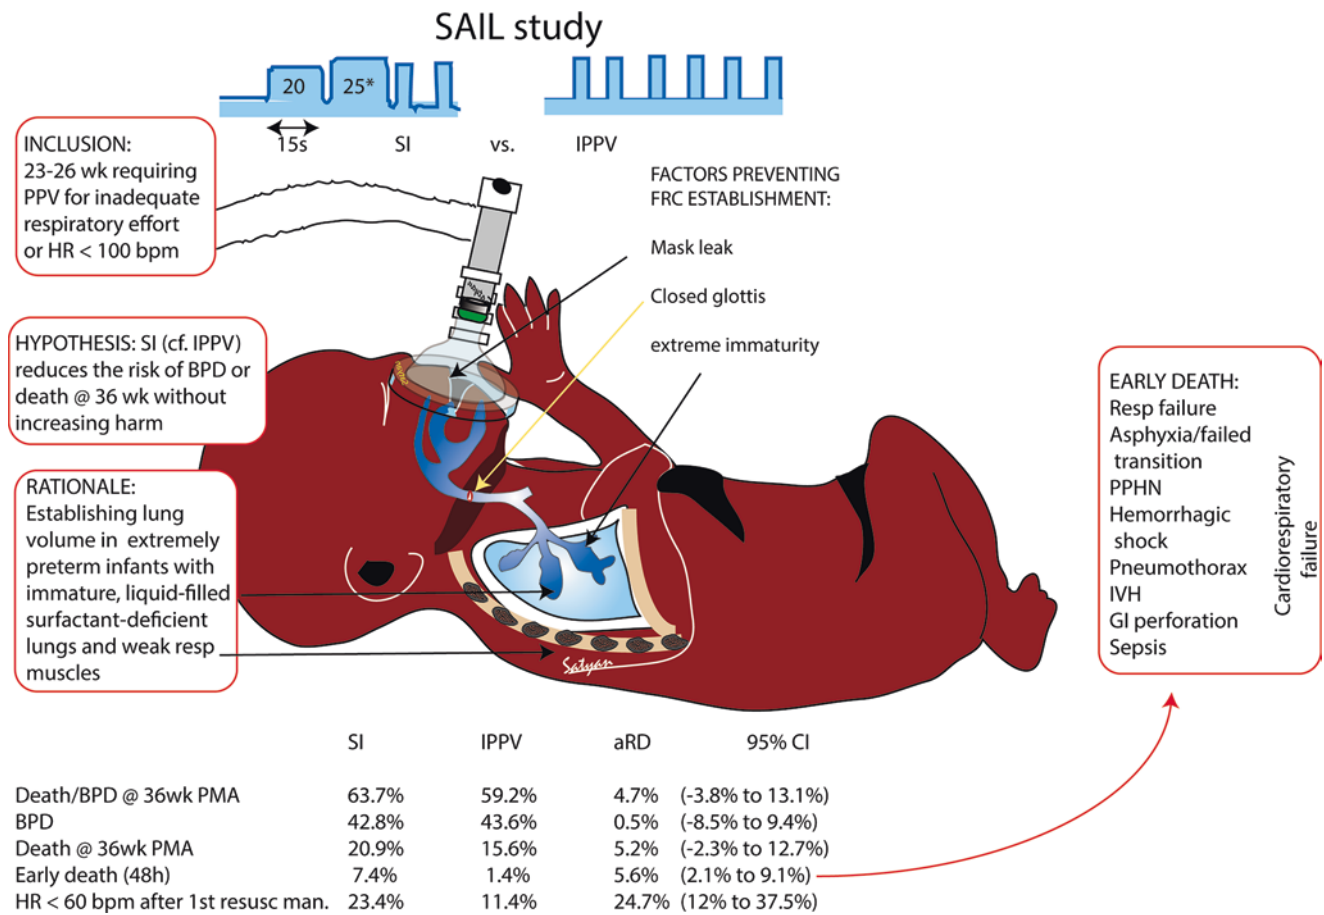 SAIL study
20 25*
15s SI vs. IPPV
INCLUSION:
23-26 wk requiring
PPV for inadequate
respiratory effort
or HR < 100 bpm
FACTORS PREVENTING
FRC ESTABLISHMENT:
Mask leak
Closed glottis
extreme immaturity
HYPOTHESIS: SI (cf. IPPV)
reduces the risk of BPD or
death @ 36 wk without
increasing harm
RATIONALE:
Establishing lung
volume in extremely
preterm infants with
immature, liquid-filled
surfactant-deficient
lungs and weak resp
muscles
Satyan
EARLY DEATH:
Resp failure
Asphyxia/failed
transition
PPHN
Hemorrhagic
shock
Pneumothorax
IVH
GI perforation
Sepsis
Cardiorespiratory
failure
SI IPPV aRD 95% CI
Death/BPD @ 36wk PMA 63.7% 59.2% 4.7% (-3.8% to 13.1%)
BPD 42.8% 43.6% 0.5% (-8.5% to 9.4%)
Death @ 36wk PMA 20.9% 15.6% 5.2% (-2.3% to 12.7%)
Early death (48h) 7.4% 1.4% 5.6% (2.1% to 9.1%)
HR < 60 bpm after 1st resusc man. 23.4% 11.4% 24.7% (12% to 37.5%)